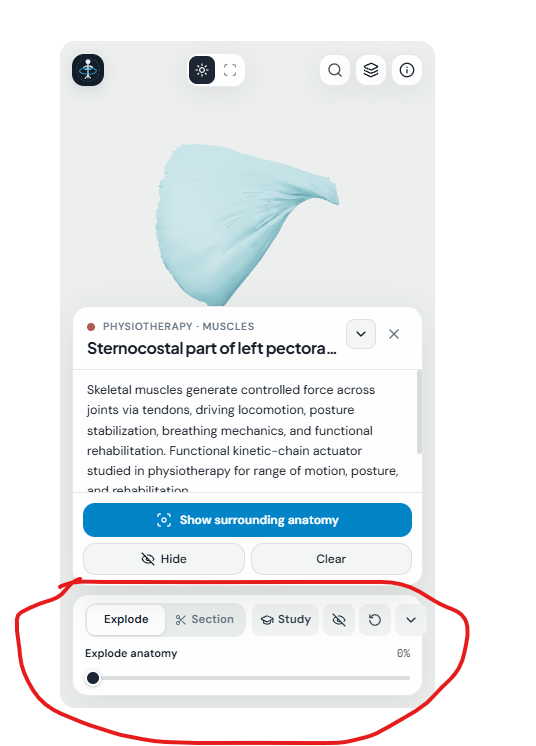 PHYSIOTHERAPY · MUSCLES
Sternocostal part of left pectora...
Skeletal muscles generate controlled force across
joints via tendons, driving locomotion, posture
stabilization, breathing mechanics, and functional
rehabilitation. Functional kinetic-chain actuator
studied in physiotherapy for range of motion, posture,
and rehabilitation
Show surrounding anatomy
Hide
Clear
Explode
Section
Study
Explode anatomy
0%